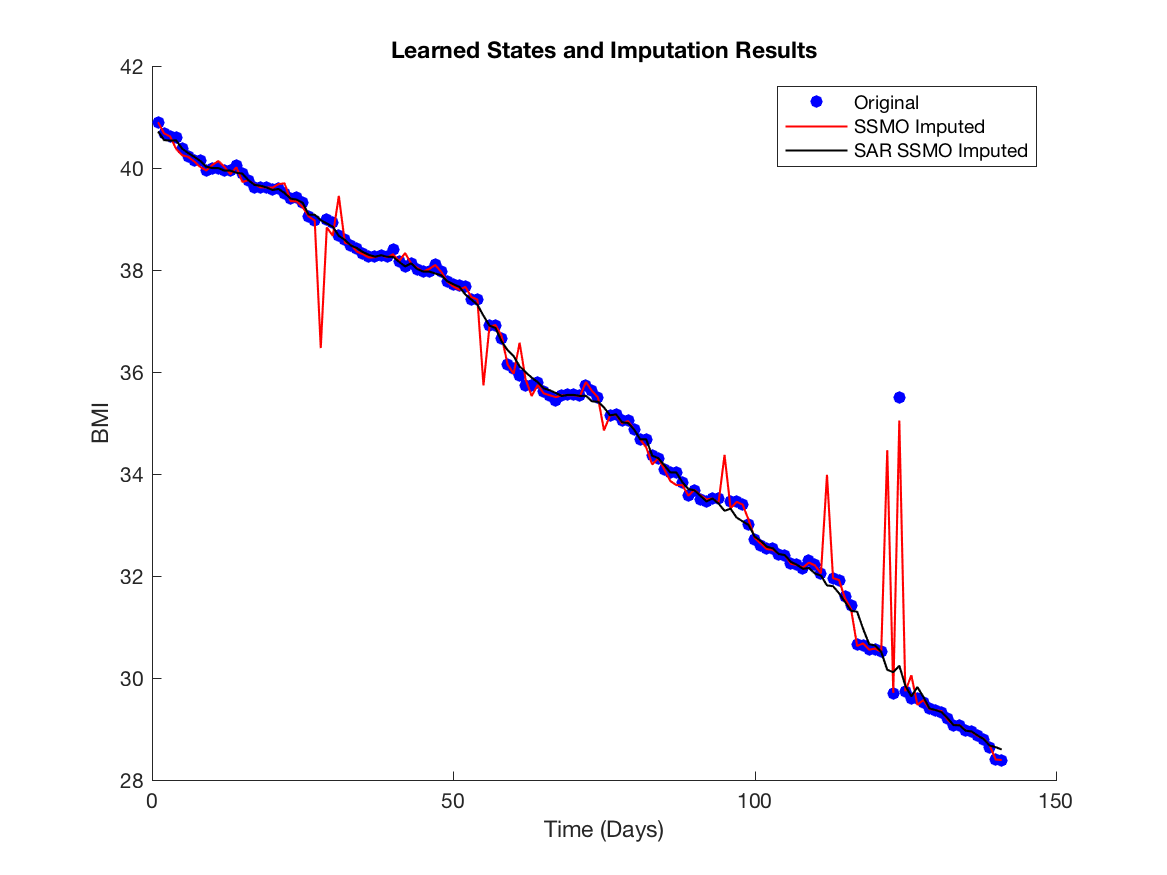 Learned States and Imputation Results
Original
SSMO Imputed
SAR SSMO Imputed
BMI
42
40
38
36
34
32
30
28
0
50
100
150
Time (Days)